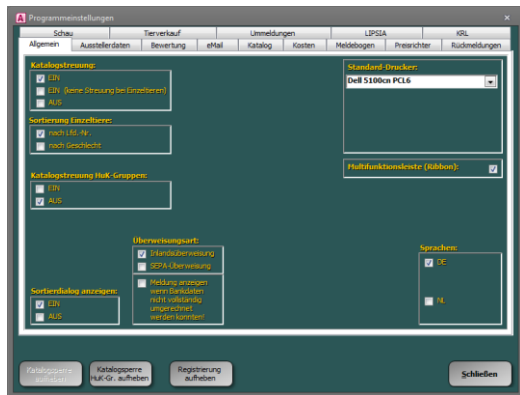 Programmeinstellungen
Schau Tierverkauf Ummeldungen LIPSIA KRL
Allgemein Ausstellerdaten Bewertung eMail Katalog Kosten Meldebogen Preisrichter Rückmeldungen
Katalogstreuung:
EIN
EIN (keine Streuung bei Einzeltieren)
AUS
Sortierung Einzeltiere:
nach Lfd.-Nr.
nach Geschlecht
Katalogstreuung HuK-Gruppen:
EIN
AUS
Sortierdialog anzeigen:
EIN
AUS
Überweisungsart:
Inlandsüberweisung
SEPA-Überweisung
Meldung anzeigen
wenn Bankdaten
nicht vollständig
umgerechnet
werden konnten!
Standard-Drucker:
Dell 5100cn PCL6
Multifunktionsleiste (Ribbon):
Sprachen:
DE
NL
Katalogsperre
aufheben
Katalogsperre
HuK-Gr. aufheben
Registrierung
aufheben
Schließen